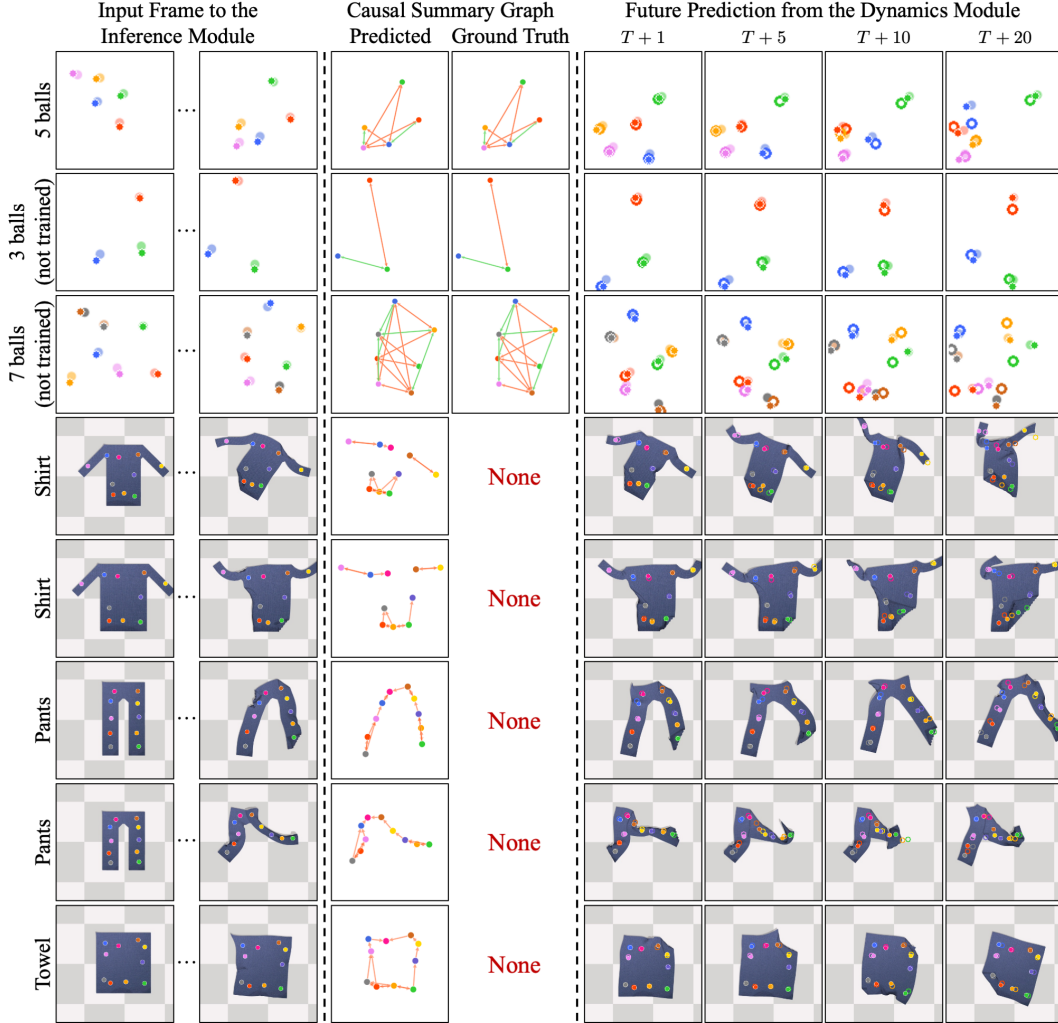 Input Frame to the
Inference Module
Causal Summary Graph
Predicted
Ground Truth
Future Prediction from the Dynamics Module
T + 1
T + 5
T + 10
T + 20
5 balls
...
3 balls
(not trained)
...
7 balls
(not trained)
...
Shirt
...
None
Shirt
...
None
Pants
...
None
Pants
...
None
Towel
...
None